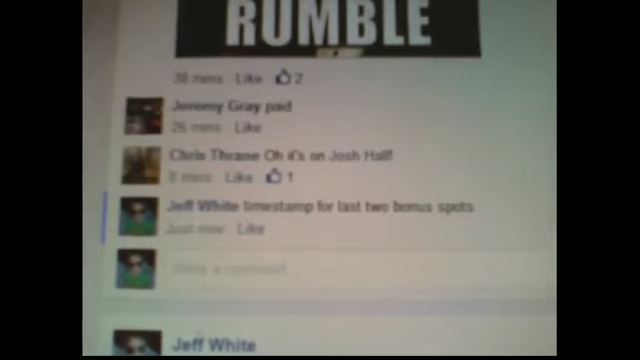 RUMBLE
38 mins Like 2
Jeremy Gray paid
26 mins Like
Chris Thrane Oh it's on Josh Hall!
8 mins Like 1
Jeff White timestamp for last two bonus spots
Just now Like
Write a comment...
Jeff White